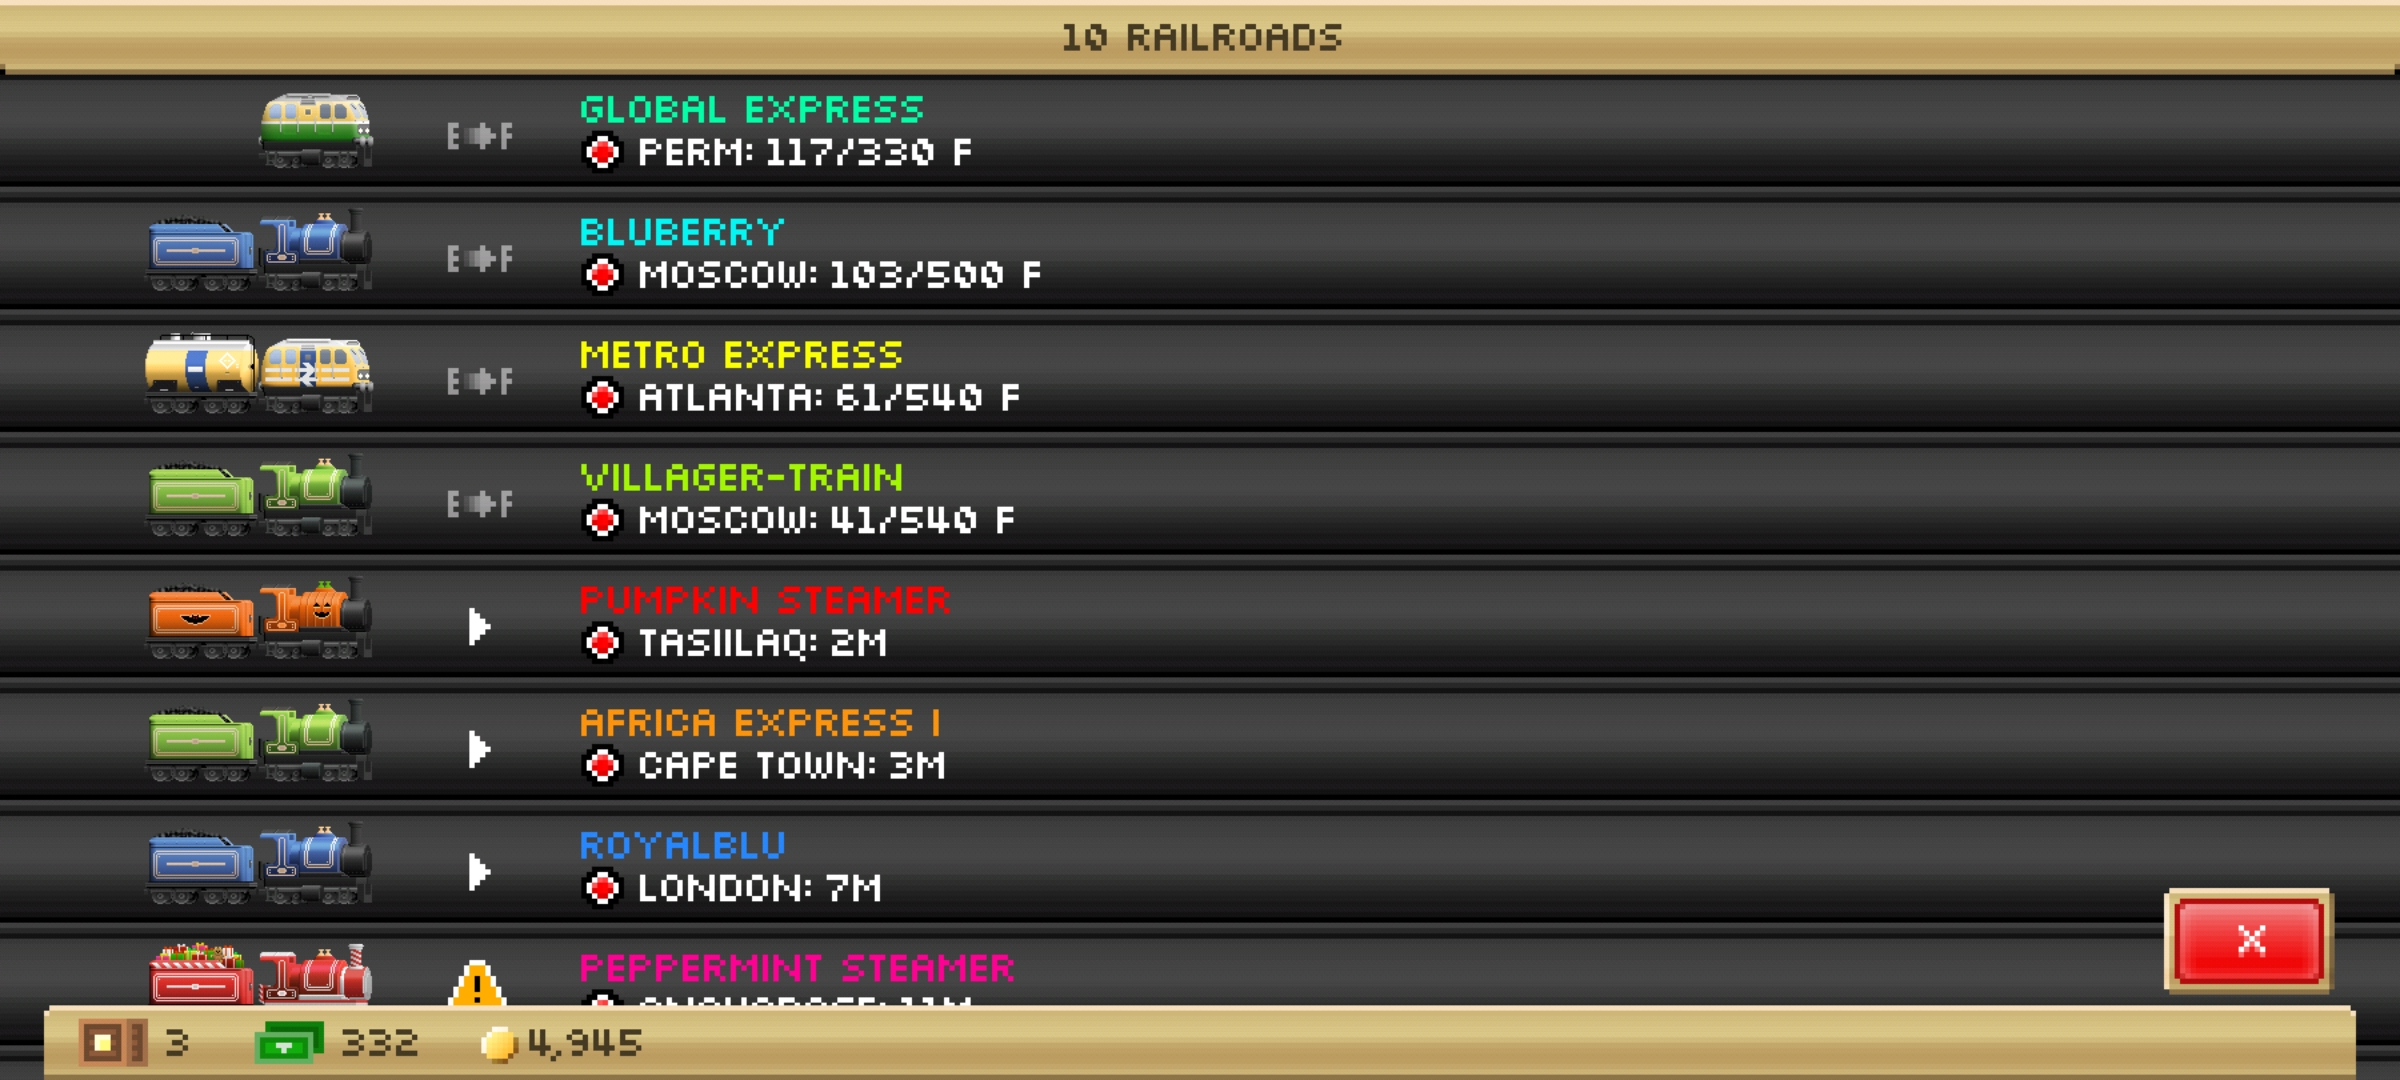 10 RAILROADS
GLOBAL EXPRESS
E F
PERM: 117/330 F
BLUBERRY
E F
MOSCOW: 103/500 F
METRO EXPRESS
E F
ATLANTA: 61/540 F
VILLAGER-TRAIN
E F
MOSCOW: 41/540 F
PUMPKIN STEAMER
TASIILAQ: 2M
AFRICA EXPRESS I
CAPE TOWN: 3M
ROYALBLU
LONDON: 7M
X
PEPPERMINT STEAMER
3 332 4,945